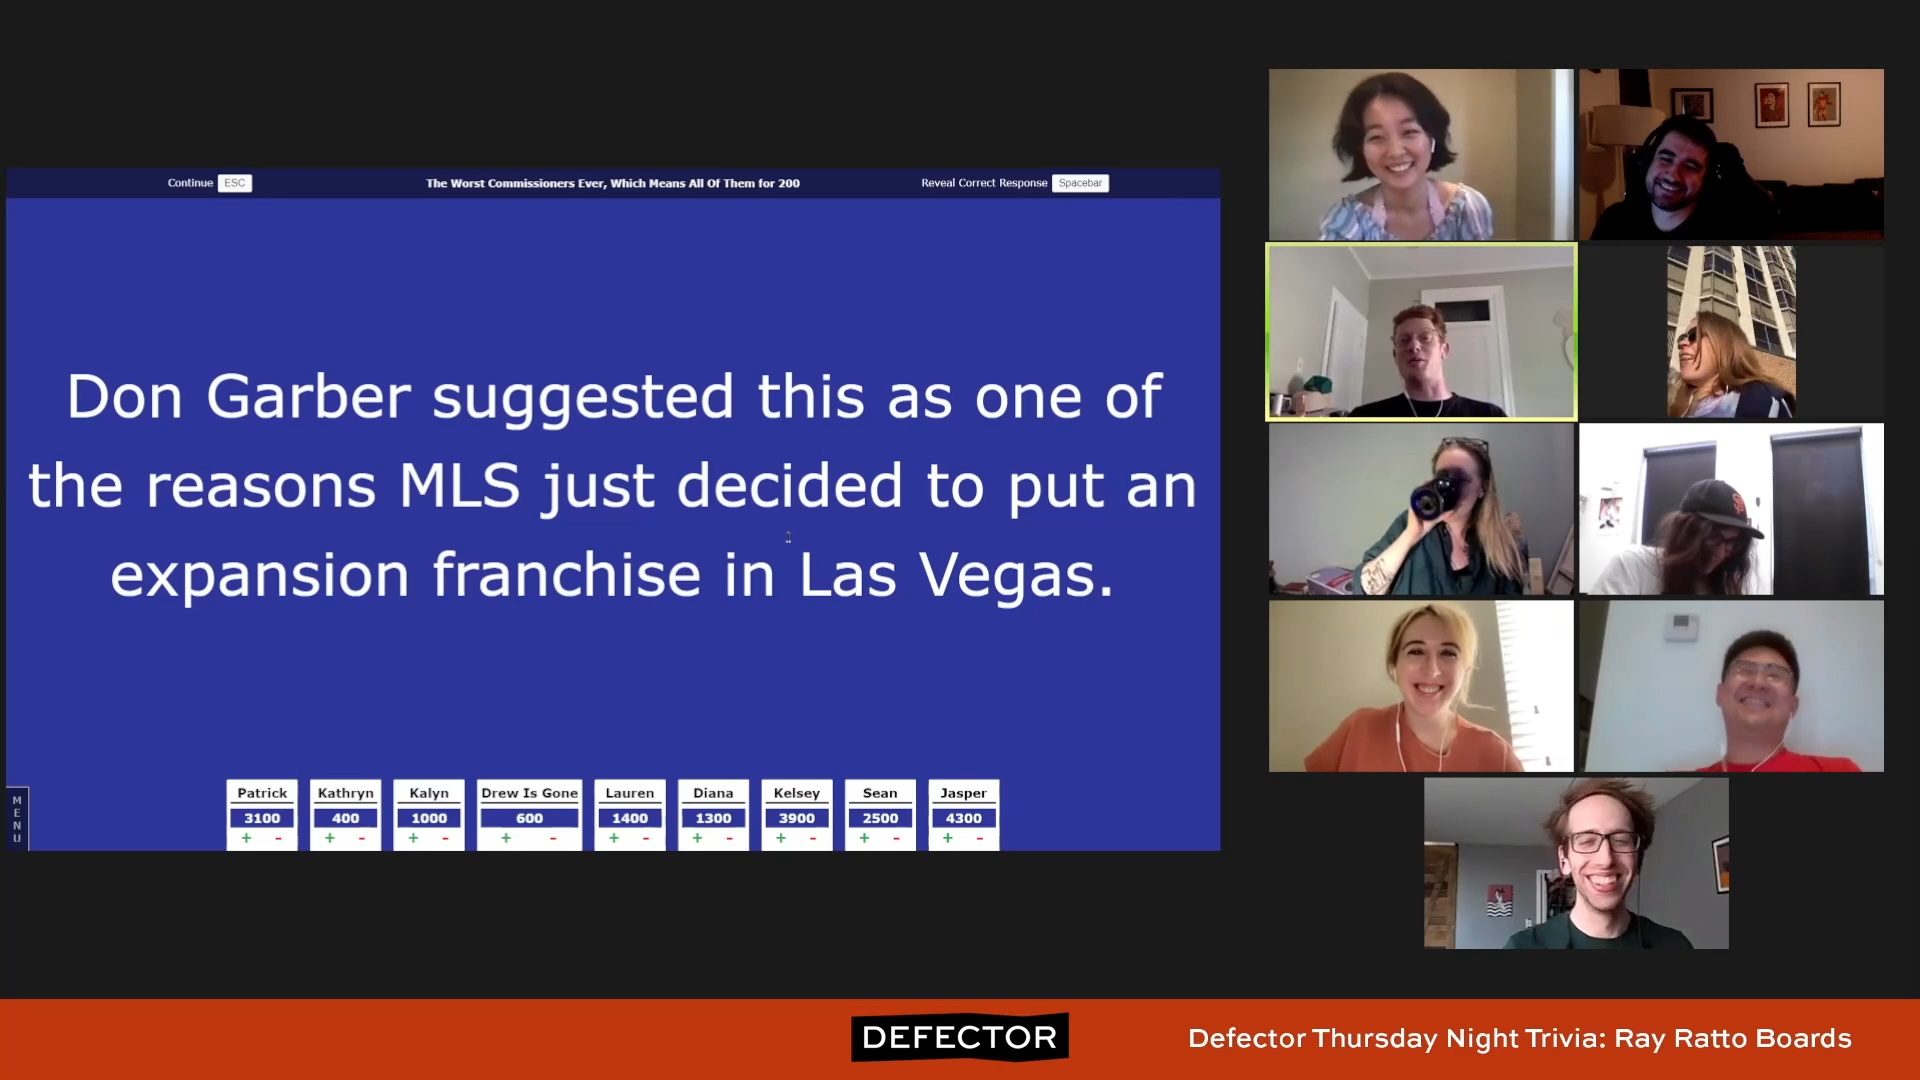 Continue ESC The Worst Commissioners Ever, Which Means All Of Them for 200 Reveal Correct Response Spacebar
Don Garber suggested this as one of
the reasons MLS just decided to put an
expansion franchise in Las Vegas.
MENU
Patrick Kathryn Kalyn Drew Is Gone Lauren Diana Kelsey Sean Jasper
3100 400 1000 600 1400 1300 3900 2500 4300
+ - + - + - + - + - + - + - + - + -
DEFECTOR Defector Thursday Night Trivia: Ray Ratto Boards